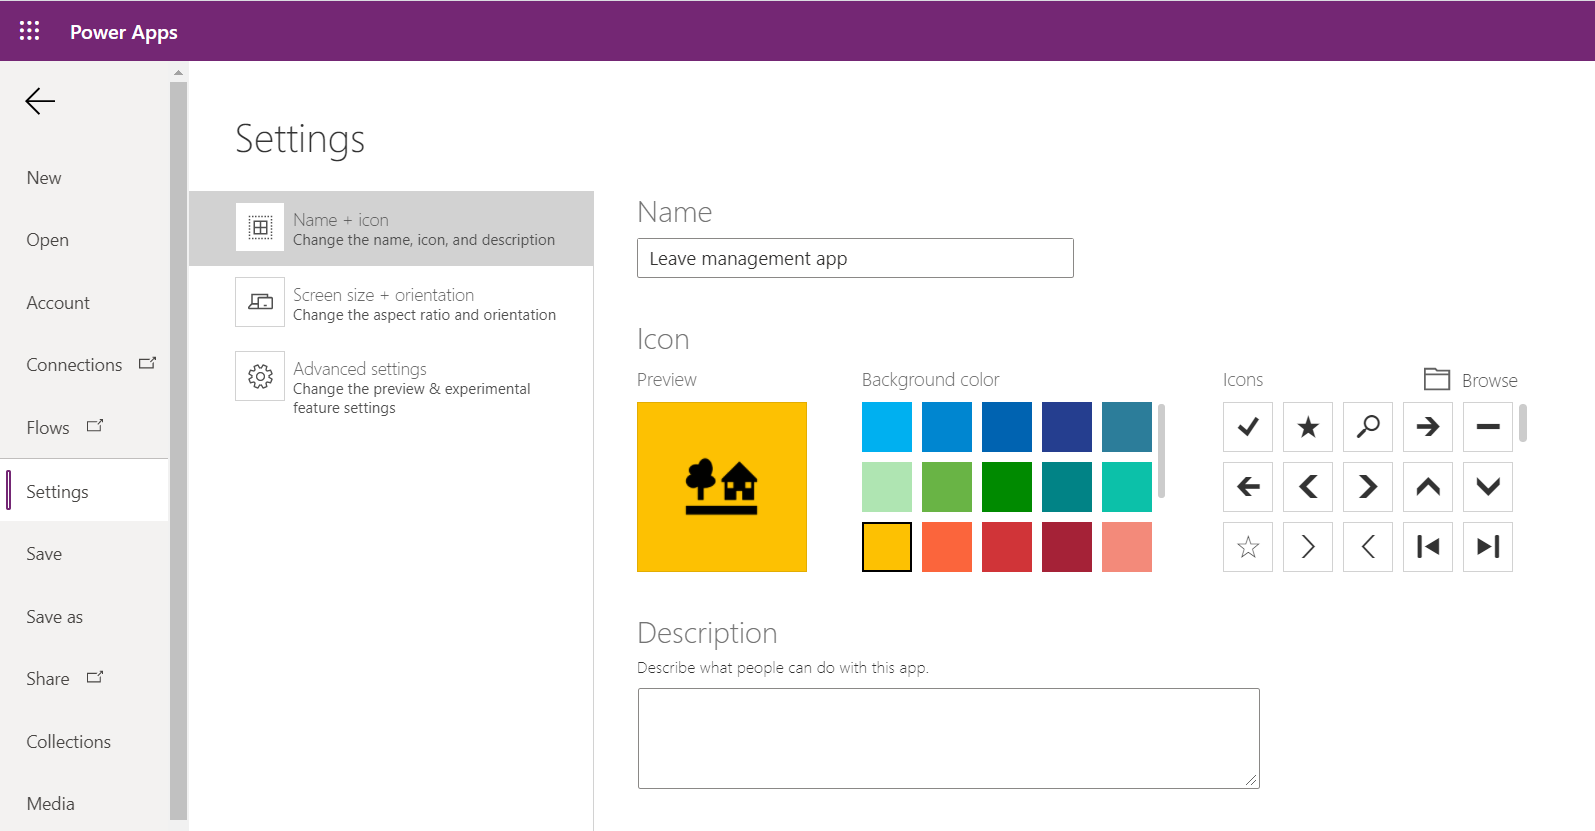 Power Apps
New
Open
Account
Connections
Flows
Settings
Save
Save as
Share
Collections
Media
Settings
Name + icon
Change the name, icon, and description
Screen size + orientation
Change the aspect ratio and orientation
Advanced settings
Change the preview & experimental
feature settings
Name
Leave management app
Icon
Preview
Background color
Icons
Browse
Description
Describe what people can do with this app.